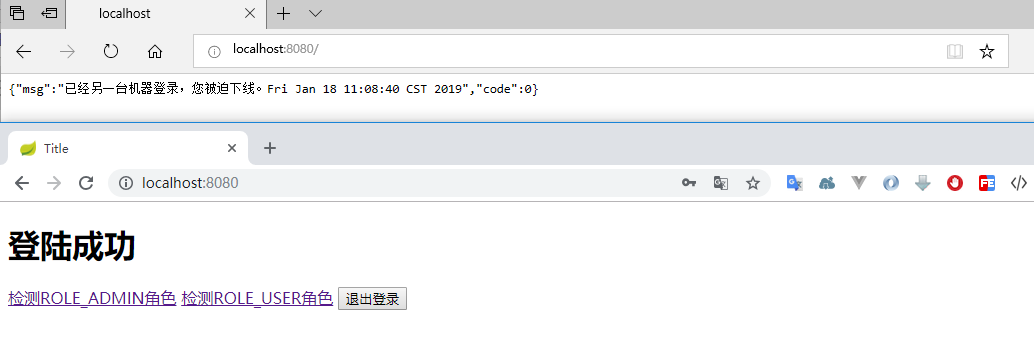 localhost
localhost:8080/
{"msg":"已经另一台机器登录，您被迫下线。Fri Jan 18 11:08:40 CST 2019","code":0}
Title
localhost:8080
登陆成功
检测ROLE_ADMIN角色 检测ROLE_USER角色 退出登录